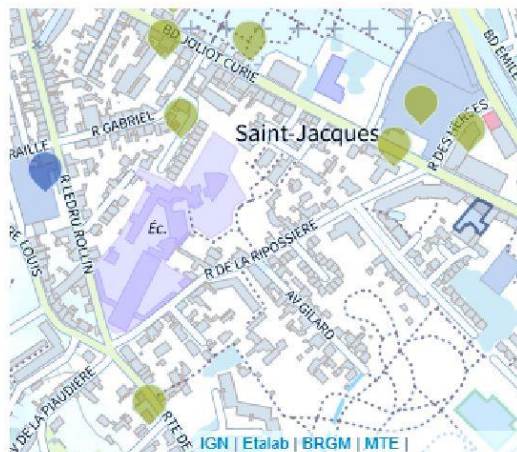 BD JOLIOT CURIE
BD EMILE
R GABRIEL
Saint-Jacques
R DES HERSES
RAILLE
R LEDRU ROLLIN
Éc.
RE LOUIS
R DE LA RIPOSSIERE
AV GILARD
V DE LA PIAUDIERE
RTE DE
IGN | Etalab | BRGM | MTE |